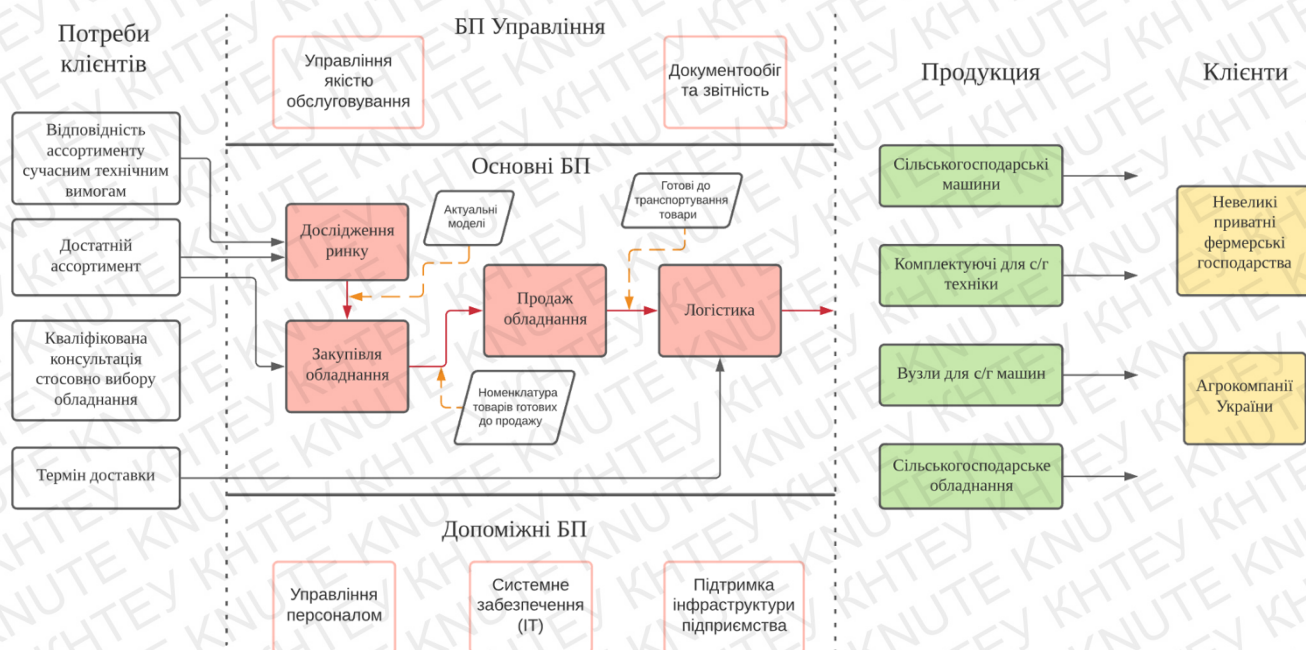 Потреби
клієнтів
Відповідність
ассортименту
сучасним технічним
вимогам
Достатній
ассортимент
Кваліфікована
консультація
стосовно вибору
обладнання
Термін доставки
БП Управління
Управління
якістю
обслуговування
Документообіг
та звітність
Основні БП
Дослідження
ринку
Актуальні
моделі
Закупівля
обладнання
Номенклатура
товарів готових
до продажу
Продаж
обладнання
Готові до
транспортування
товари
Логістика
Допоміжні БП
Управління
персоналом
Системне
забезпечення
(ІТ)
Підтримка
інфраструктури
підприємства
Продукция
Сільськогосподарські
машини
Комплектуючі для с/г
техніки
Вузли для с/г машин
Сільськогосподарське
обладнання
Клієнти
Невеликі
приватні
фермерські
господарства
Агрокомпанії
України
КНТЕУ KNUTE